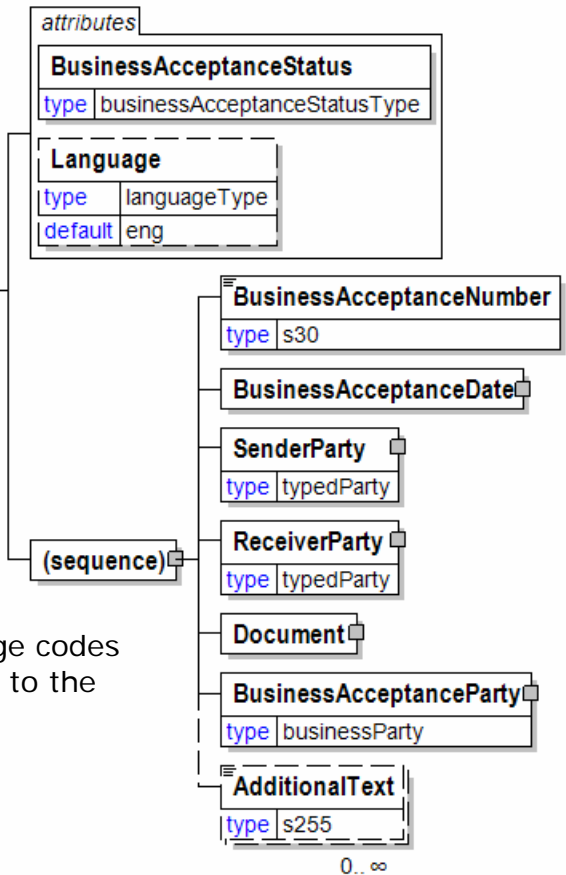 attributes
BusinessAcceptanceStatus
type businessAcceptanceStatusType
Language
type languageType
default eng
BusinessAcceptanceNumber
type s30
BusinessAcceptanceDate
SenderParty
type typedParty
(sequence)
ReceiverParty
type typedParty
ge codes
to the
Document
BusinessAcceptanceParty
type businessParty
AdditionalText
type s255
0.. ∞